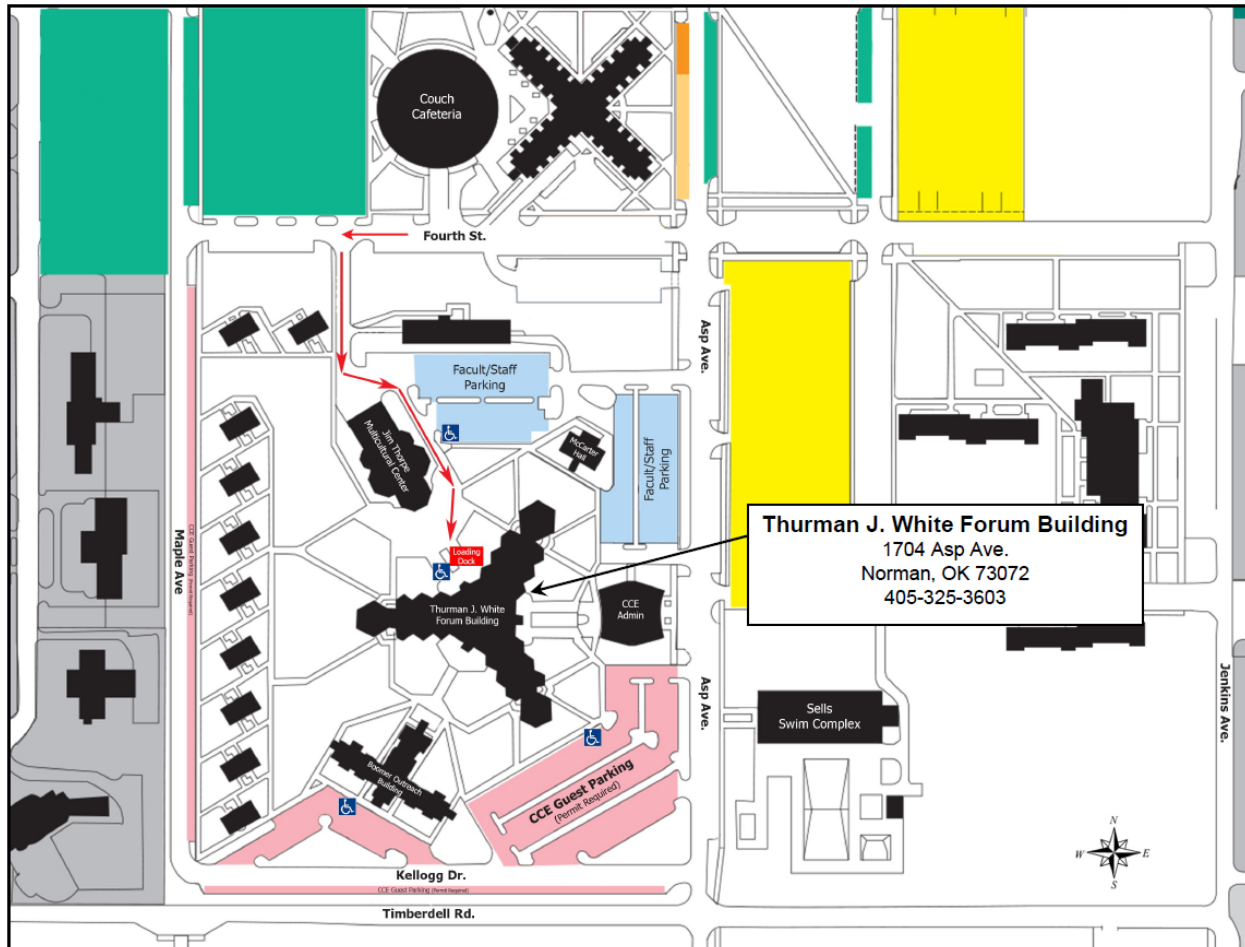 Couch
Cafeteria
Fourth St.
Asp Ave.
Facult/Staff
Parking
McCarter
Hall
Facult/Staff
Parking
Jim Thorpe
Multicultural Center
Maple Ave
CCE Guest Parking (Permit Required)
Loading
Dock
Thurman J. White
Forum Building
CCE
Admin
Thurman J. White Forum Building
1704 Asp Ave.
Norman, OK 73072
405-325-3603
Asp Ave.
Jenkins Ave.
Sells
Swim Complex
Boomer Outreach
Building
CCE Guest Parking
(Permit Required)
N
W
E
S
Kellogg Dr.
CCE Guest Parking (Permit Required)
Timberdell Rd.